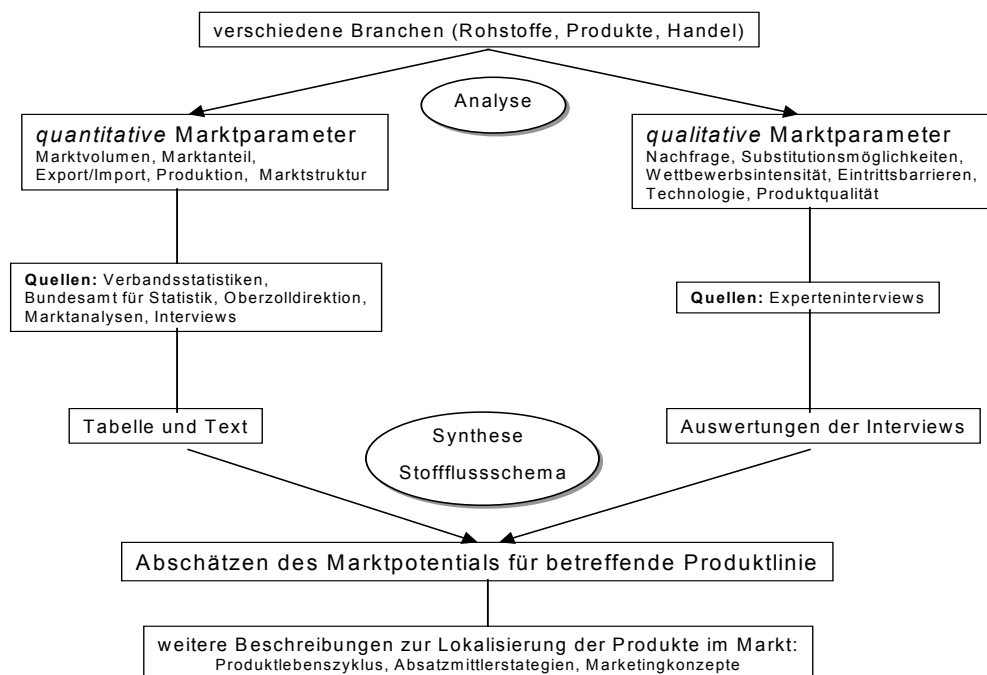 verschiedene Branchen (Rohstoffe, Produkte, Handel)
Analyse
quantitative Marktparameter
Marktvolumen, Marktanteil,
Export/Import, Produktion, Marktstruktur
qualitative Marktparameter
Nachfrage, Substitutionsmöglichkeiten,
Wettbewerbsintensität, Eintrittsbarrieren,
Technologie, Produktqualität
Quellen: Verbandsstatistiken,
Bundesamt für Statistik, Oberzolldirektion,
Marktanalysen, Interviews
Quellen: Experteninterviews
Tabelle und Text
Synthese
Stoffflussschema
Auswertungen der Interviews
Abschätzen des Marktpotentials für betreffende Produktlinie
weitere Beschreibungen zur Lokalisierung der Produkte im Markt:
Produktlebenszyklus, Absatzmittlerstategien, Marketingkonzepte